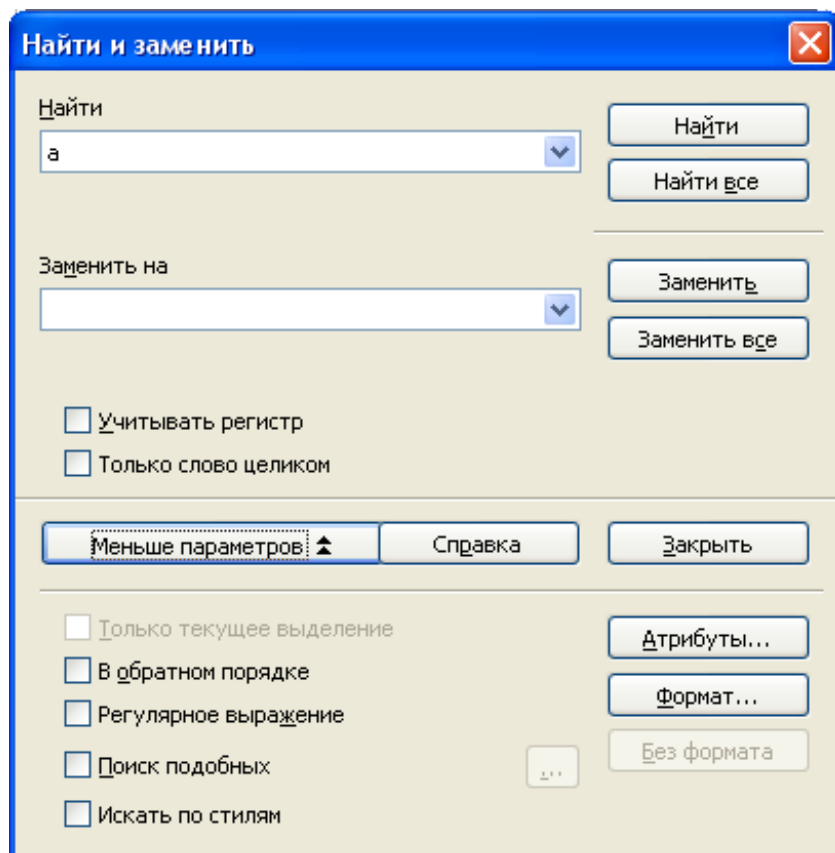 Найти и заменить
Найти
а
Найти
Найти все
Заменить на
Заменить
Заменить все
Учитывать регистр
Только слово целиком
Меньше параметров
Справка
Закрыть
Только текущее выделение
В обратном порядке
Регулярное выражение
Поиск подобных
...
Искать по стилям
Атрибуты...
Формат...
Без формата